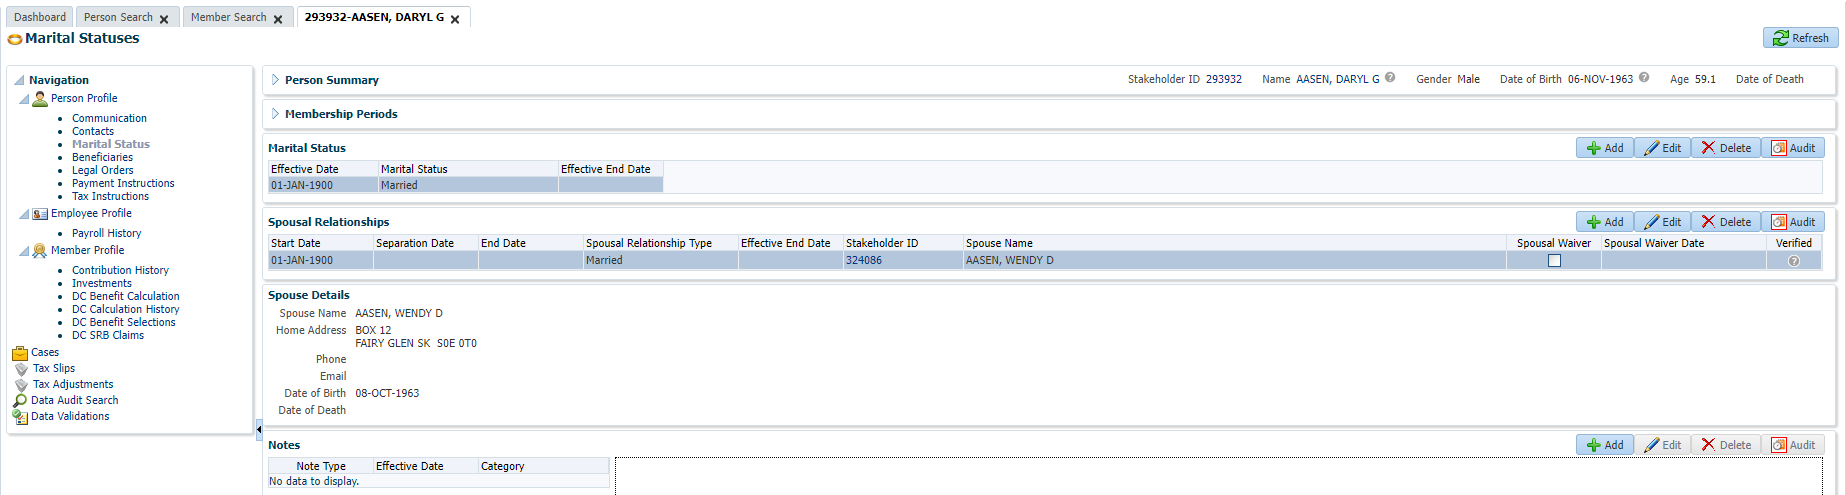 Dashboard Person Search Member Search 293932-AASEN, DARYL G
Marital Statuses
Refresh
Navigation
Person Profile
Communication
Contacts
Marital Status
Beneficiaries
Legal Orders
Payment Instructions
Tax Instructions
Employee Profile
Payroll History
Member Profile
Contribution History
Investments
DC Benefit Calculation
DC Calculation History
DC Benefit Selections
DC SRB Claims
Cases
Tax Slips
Tax Adjustments
Data Audit Search
Data Validations
Person Summary Stakeholder ID 293932 Name AASEN, DARYL G Gender Male Date of Birth 06-NOV-1963 Age 59.1 Date of Death
Membership Periods
Marital Status Add Edit Delete Audit
Effective Date Marital Status Effective End Date
01-JAN-1900 Married
Spousal Relationships Add Edit Delete Audit
Start Date Separation Date End Date Spousal Relationship Type Effective End Date Stakeholder ID Spouse Name Spousal Waiver Spousal Waiver Date Verified
01-JAN-1900 Married 324086 AASEN, WENDY D
Spouse Details
Spouse Name AASEN, WENDY D
Home Address BOX 12
FAIRY GLEN SK S0E 0T0
Phone
Email
Date of Birth 08-OCT-1963
Date of Death
Notes Add Edit Delete Audit
Note Type Effective Date Category
No data to display.